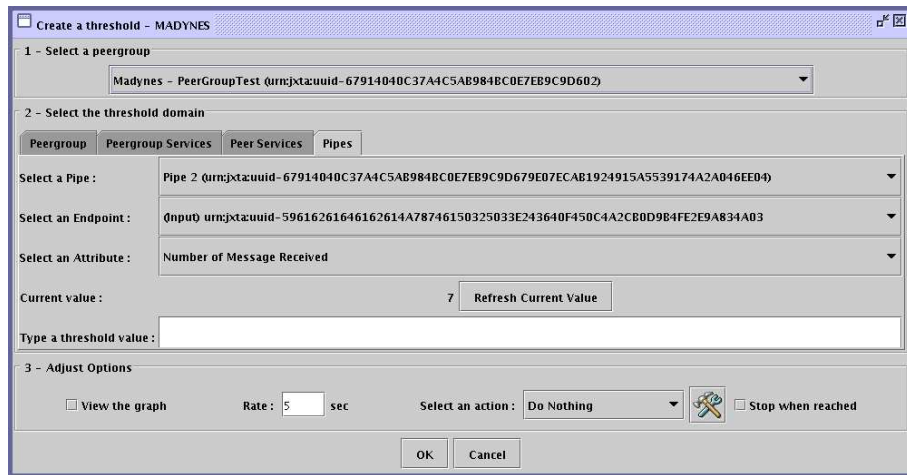 Create a threshold - MADYNES
1 - Select a peergroup
Madynes - PeerGroupTest (urn:jxta:uuid-67914040C37A4C5AB984BC0E7EB9C9D602)
2 - Select the threshold domain
Peergroup Peergroup Services Peer Services Pipes
Select a Pipe : Pipe 2 (urn:jxta:uuid-67914040C37A4C5AB984BC0E7EB9C9D679E07ECAB1924915A5539174A2A046EE04)
Select an Endpoint : (Input) urn:jxta:uuid-59616261646162614A78746150325033E243640F450C4A2CB0D9B4FE2E9A834A03
Select an Attribute : Number of Message Received
Current value : 7 Refresh Current Value
Type a threshold value :
3 - Adjust Options
View the graph Rate : 5 sec Select an action : Do Nothing Stop when reached
OK Cancel